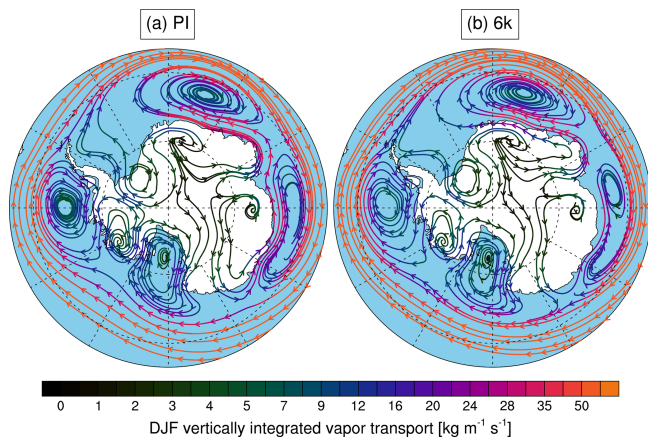 (a) PI
(b) 6k
0 1 2 3 4 5 7 9 12 16 20 24 28 35 50
DJF vertically integrated vapor transport [kg m⁻¹ s⁻¹]